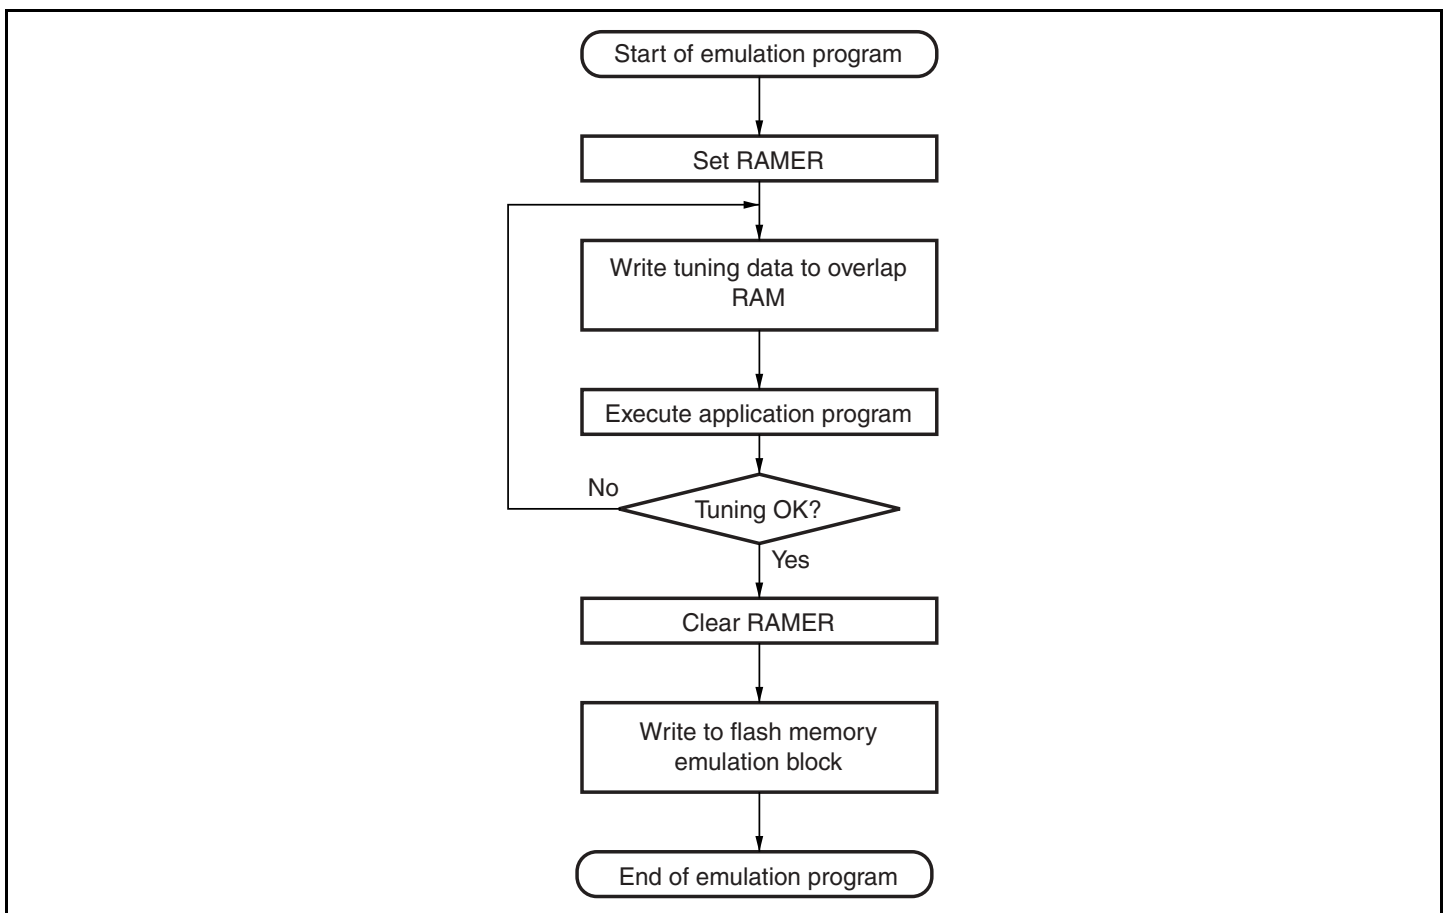 Start of emulation program
Set RAMER
Write tuning data to overlap
RAM
Execute application program
No
Tuning OK?
Yes
Clear RAMER
Write to flash memory
emulation block
End of emulation program